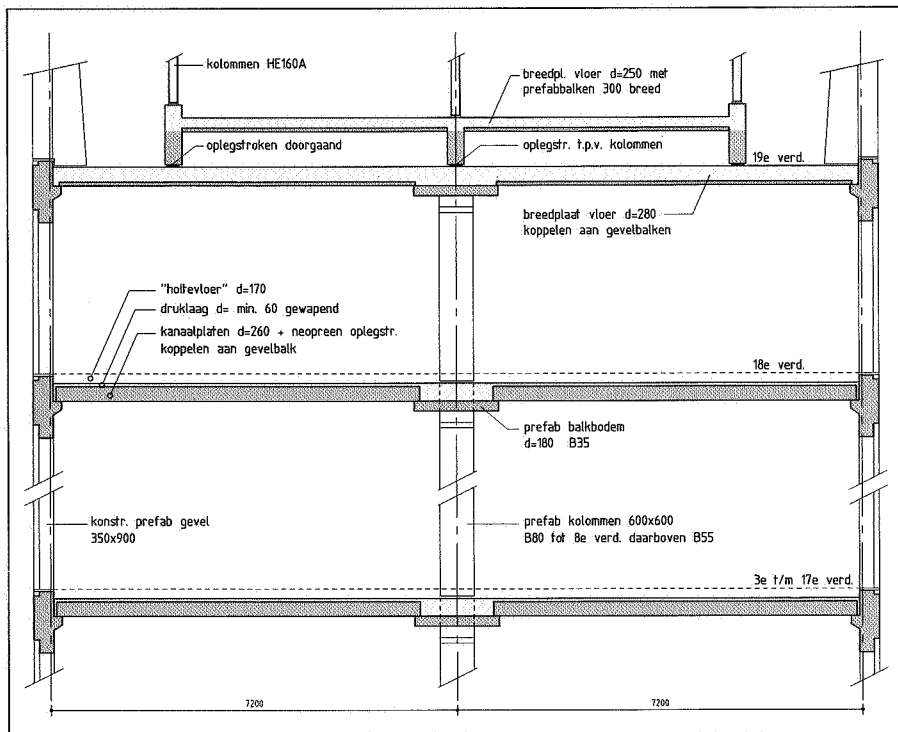 kolommen HE160A
breedpl. vloer d=250 met
prefabbalken 300 breed
oplegstroken doorgaand
oplegstr. t.p.v. kolommen
19e verd.
breedplaat vloer d=280
koppelen aan gevelbalken
"holtevloer" d=170
druklaag d= min. 60 gewapend
kanaalplaten d=260 + neopreen oplegstr.
koppelen aan gevelbalk
18e verd.
prefab balkbodem
d=180 B35
konstr. prefab gevel
350x900
prefab kolommen 600x600
B80 tot 8e verd. daarboven B55
3e t/m 17e verd.
7200
7200